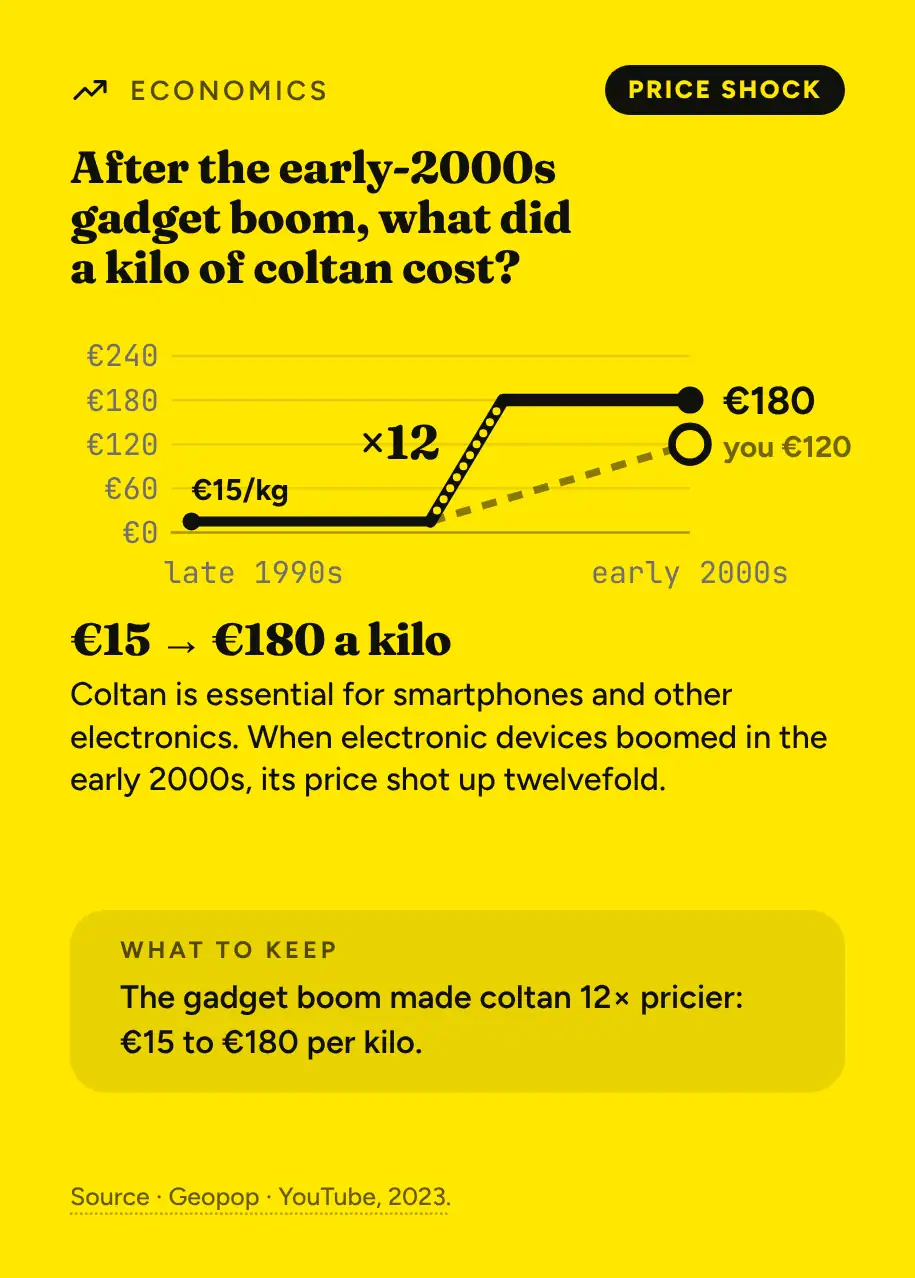 ECONOMICS
PRICE SHOCK
After the early-2000s
gadget boom, what did
a kilo of coltan cost?
€240
€180
€120
€60
€0
€180
you €120
×12
€15/kg
late 1990s
early 2000s
€15 → €180 a kilo
Coltan is essential for smartphones and other
electronics. When electronic devices boomed in the
early 2000s, its price shot up twelvefold.
WHAT TO KEEP
The gadget boom made coltan 12× pricier:
€15 to €180 per kilo.
Source · Geopop · YouTube, 2023.